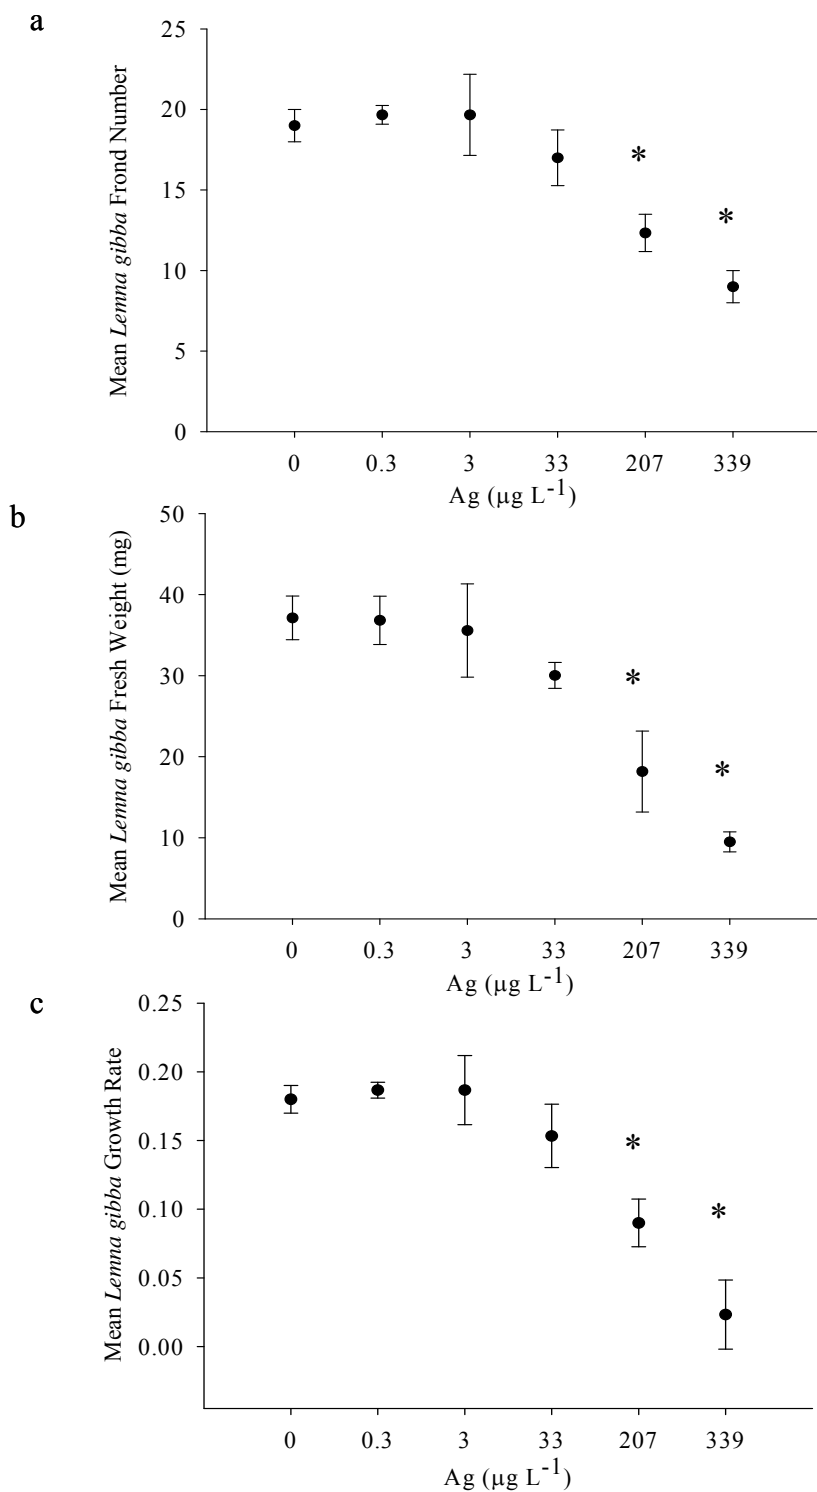 a
Mean Lemna gibba Frond Number
25
20
15
10
5
0
*
*
0 0.3 3 33 207 339
Ag (µg L-1)
b
Mean Lemna gibba Fresh Weight (mg)
50
40
30
20
10
0
*
*
0 0.3 3 33 207 339
Ag (µg L-1)
c
Mean Lemna gibba Growth Rate
0.25
0.20
0.15
0.10
0.05
0.00
*
*
0 0.3 3 33 207 339
Ag (µg L-1)